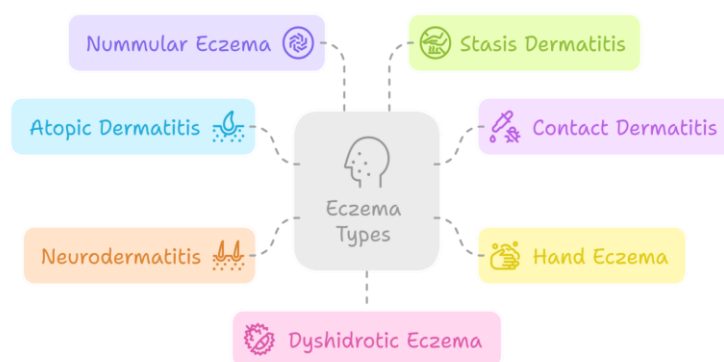 Nummular Eczema
Stasis Dermatitis
Atopic Dermatitis
Contact Dermatitis
Eczema
Types
Neurodermatitis
Hand Eczema
Dyshidrotic Eczema